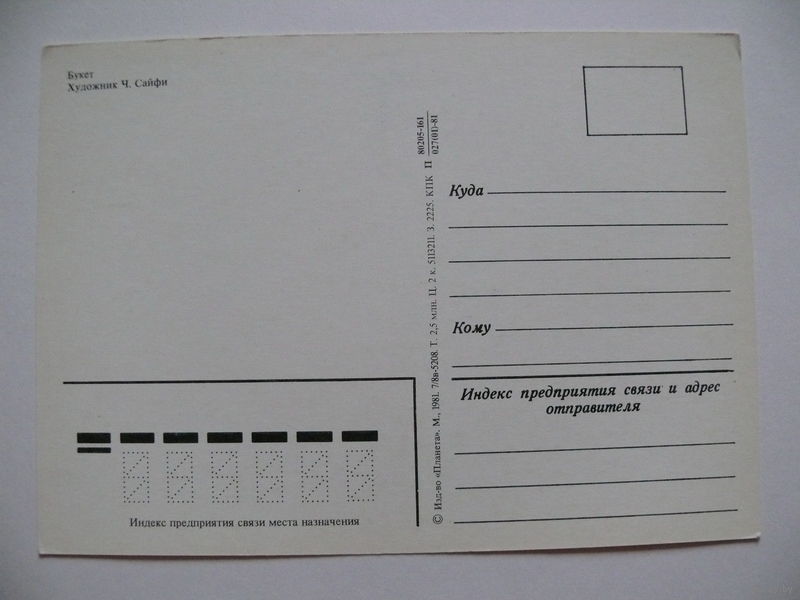 Букет
Художник Ч. Сайфи
© Изд-во «Планета». М., 1981. 7/8в-5208. Т. 2,5 млн. Ц. 2 к. 5113211. З. 2225. КПК П 80205-161
027(01)-81
Куда
Кому
Индекс предприятия связи и адрес
отправителя
Индекс предприятия связи места назначения